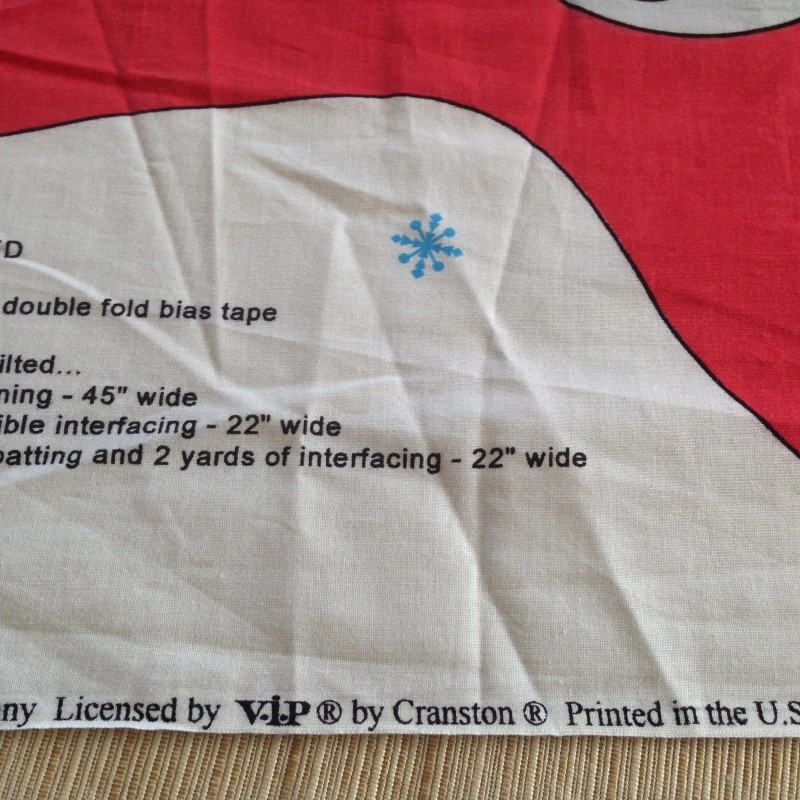 ED
double fold bias tape
ilted...
ning - 45" wide
ible interfacing - 22" wide
batting and 2 yards of interfacing - 22" wide
ny Licensed by V.I.P ® by Cranston ® Printed in the U.S